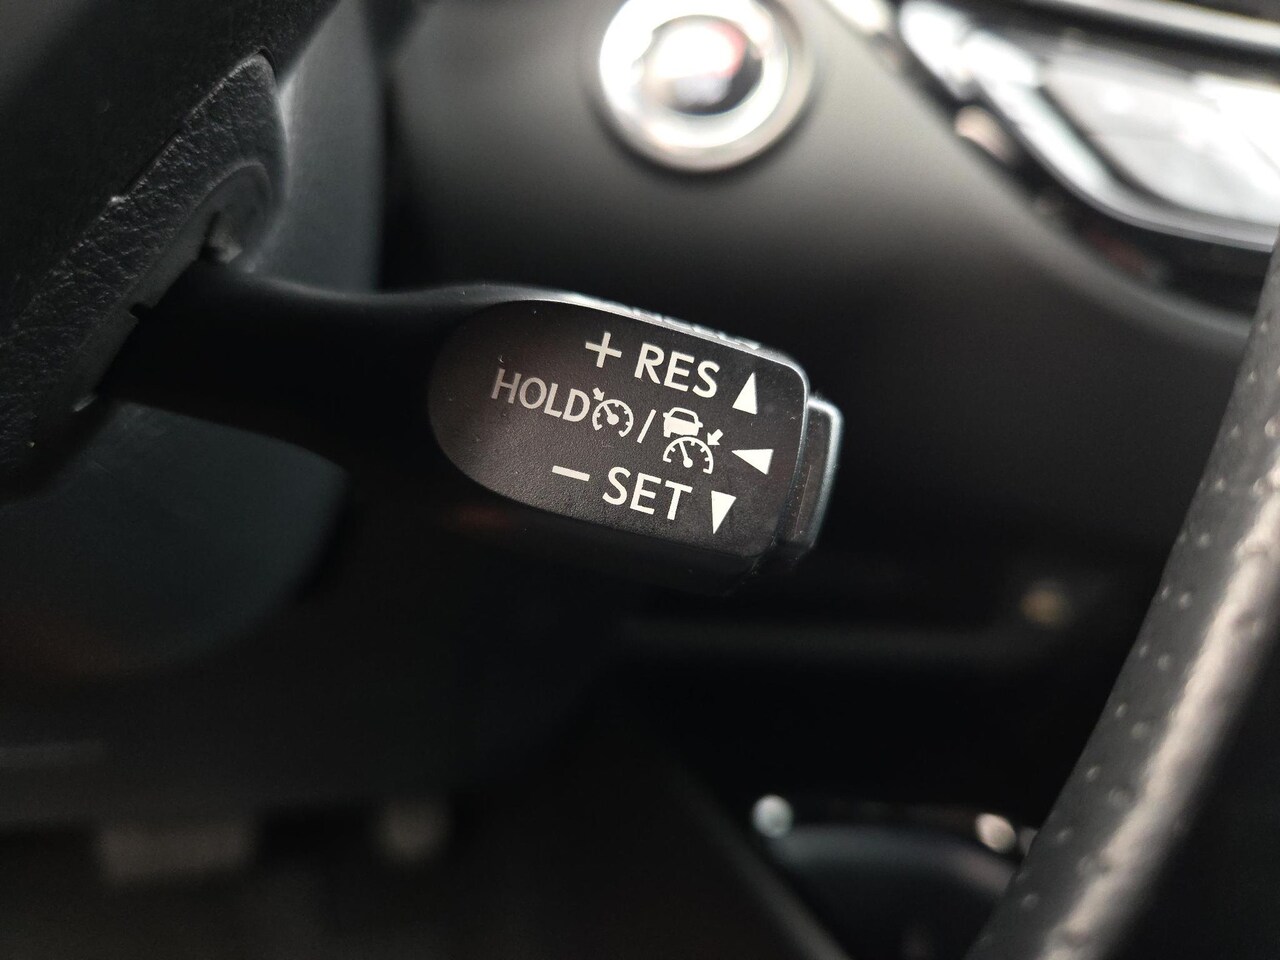 + RES
HOLD /
− SET